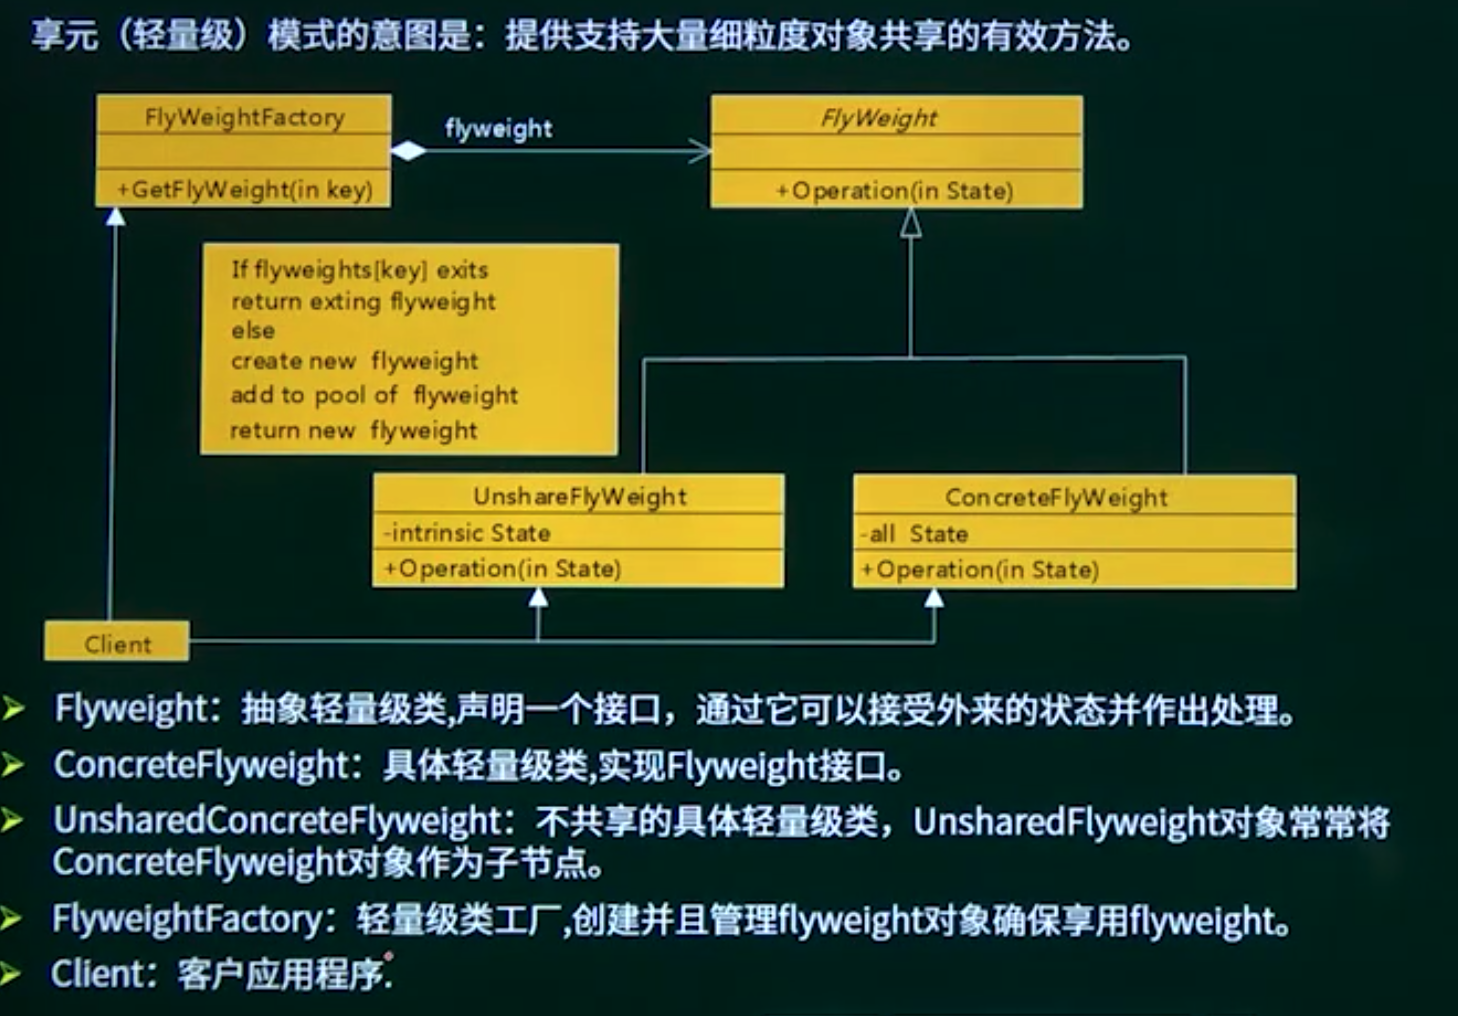 享元（轻量级）模式的意图是：提供支持大量细粒度对象共享的有效方法。
FlyWeightFactory
+GetFlyWeight(in key)
flyweight
FlyWeight
+Operation(in State)
If flyweights[key] exits
return exting flyweight
else
create new flyweight
add to pool of flyweight
return new flyweight
UnshareFlyWeight
-intrinsic State
+Operation(in State)
ConcreteFlyWeight
-all State
+Operation(in State)
Client
Flyweight：抽象轻量级类,声明一个接口，通过它可以接受外来的状态并作出处理。
ConcreteFlyweight：具体轻量级类,实现Flyweight接口。
UnsharedConcreteFlyweight：不共享的具体轻量级类，UnsharedFlyweight对象常常将
ConcreteFlyweight对象作为子节点。
FlyweightFactory：轻量级类工厂,创建并且管理flyweight对象确保享用flyweight。
Client：客户应用程序.